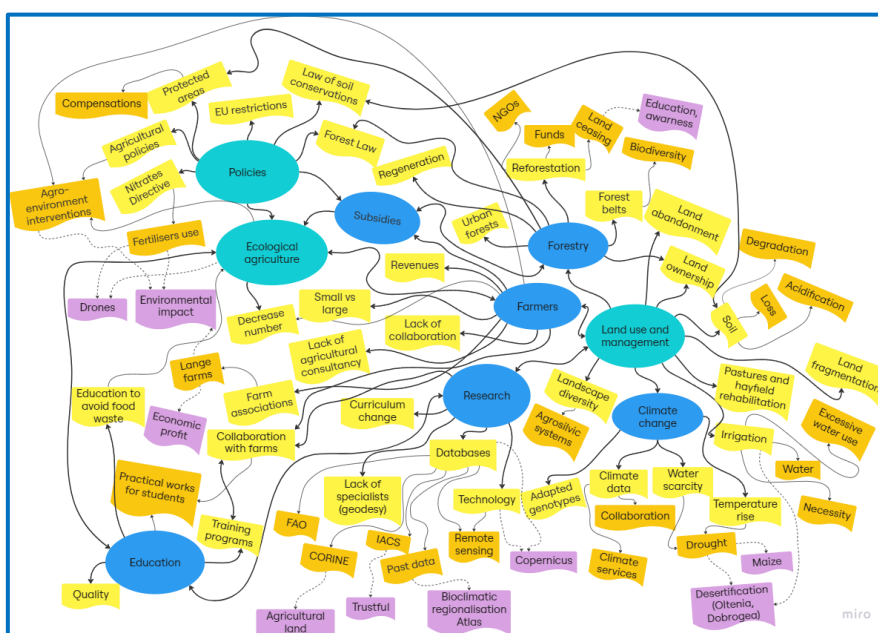 Compensations
Protected
areas
EU restrictions
Law of soil
conservations
Agricultural
policies
Nitrates
Directive
Agro-
environment
interventions
Fertilisers use
Policies
Forest Law
Regeneration
Subsidies
Ecological
agriculture
Drones
Environmental
impact
NGOs
Funds
Land
ceasing
Education,
awarness
Reforestation
Biodiversity
Urban
forests
Forestry
Forest
belts
Land
abandonment
Land
ownership
Degradation
Soil
Loss
Acidification
Revenues
Farmers
Small vs
large
Decrease
number
Lack of
collaboration
Lack of
agricultural
consultancy
Land use and
management
Land
fragmentation
Lange
farms
Farm
associations
Education to
avoid food
waste
Economic
profit
Collaboration
with farms
Curriculum
change
Research
Landscape
diversity
Agrosilvic
systems
Climate
change
Pastures and
hayfield
rehabilitation
Excessive
water use
Irrigation
Water
Necessity
Practical works
for students
Databases
Lack of
specialists
(geodesy)
Technology
Adapted
genotypes
Climate
data
Collaboration
Water
scarcity
Temperature
rise
Training
programs
Education
Quality
FAO
CORINE
IACS
Past data
Remote
sensing
Copernicus
Climate
services
Drought
Maize
Desertification
(Oltenia,
Dobrogea)
Agricultural
land
Trustful
Bioclimatic
regionalisation
Atlas
miro